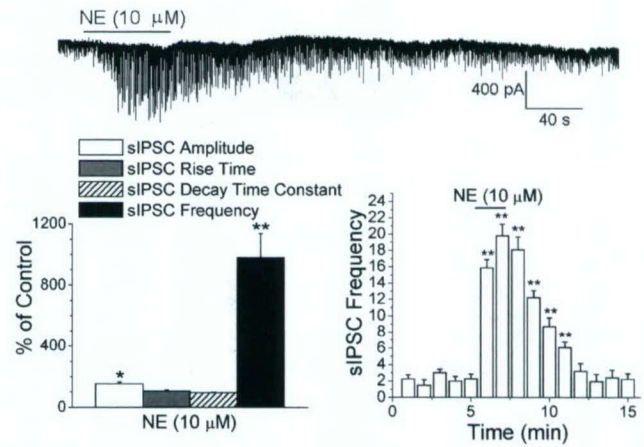 NE (10 μM)
400 pA
40 s
sIPSC Amplitude
sIPSC Rise Time
sIPSC Decay Time Constant
sIPSC Frequency
% of Control
1200
800
400
0
*
**
NE (10 μM)
sIPSC Frequency
24
22
20
18
16
14
12
10
8
6
4
2
0
NE (10 μM)
**
**
**
**
**
**
0 5 10 15
Time (min)